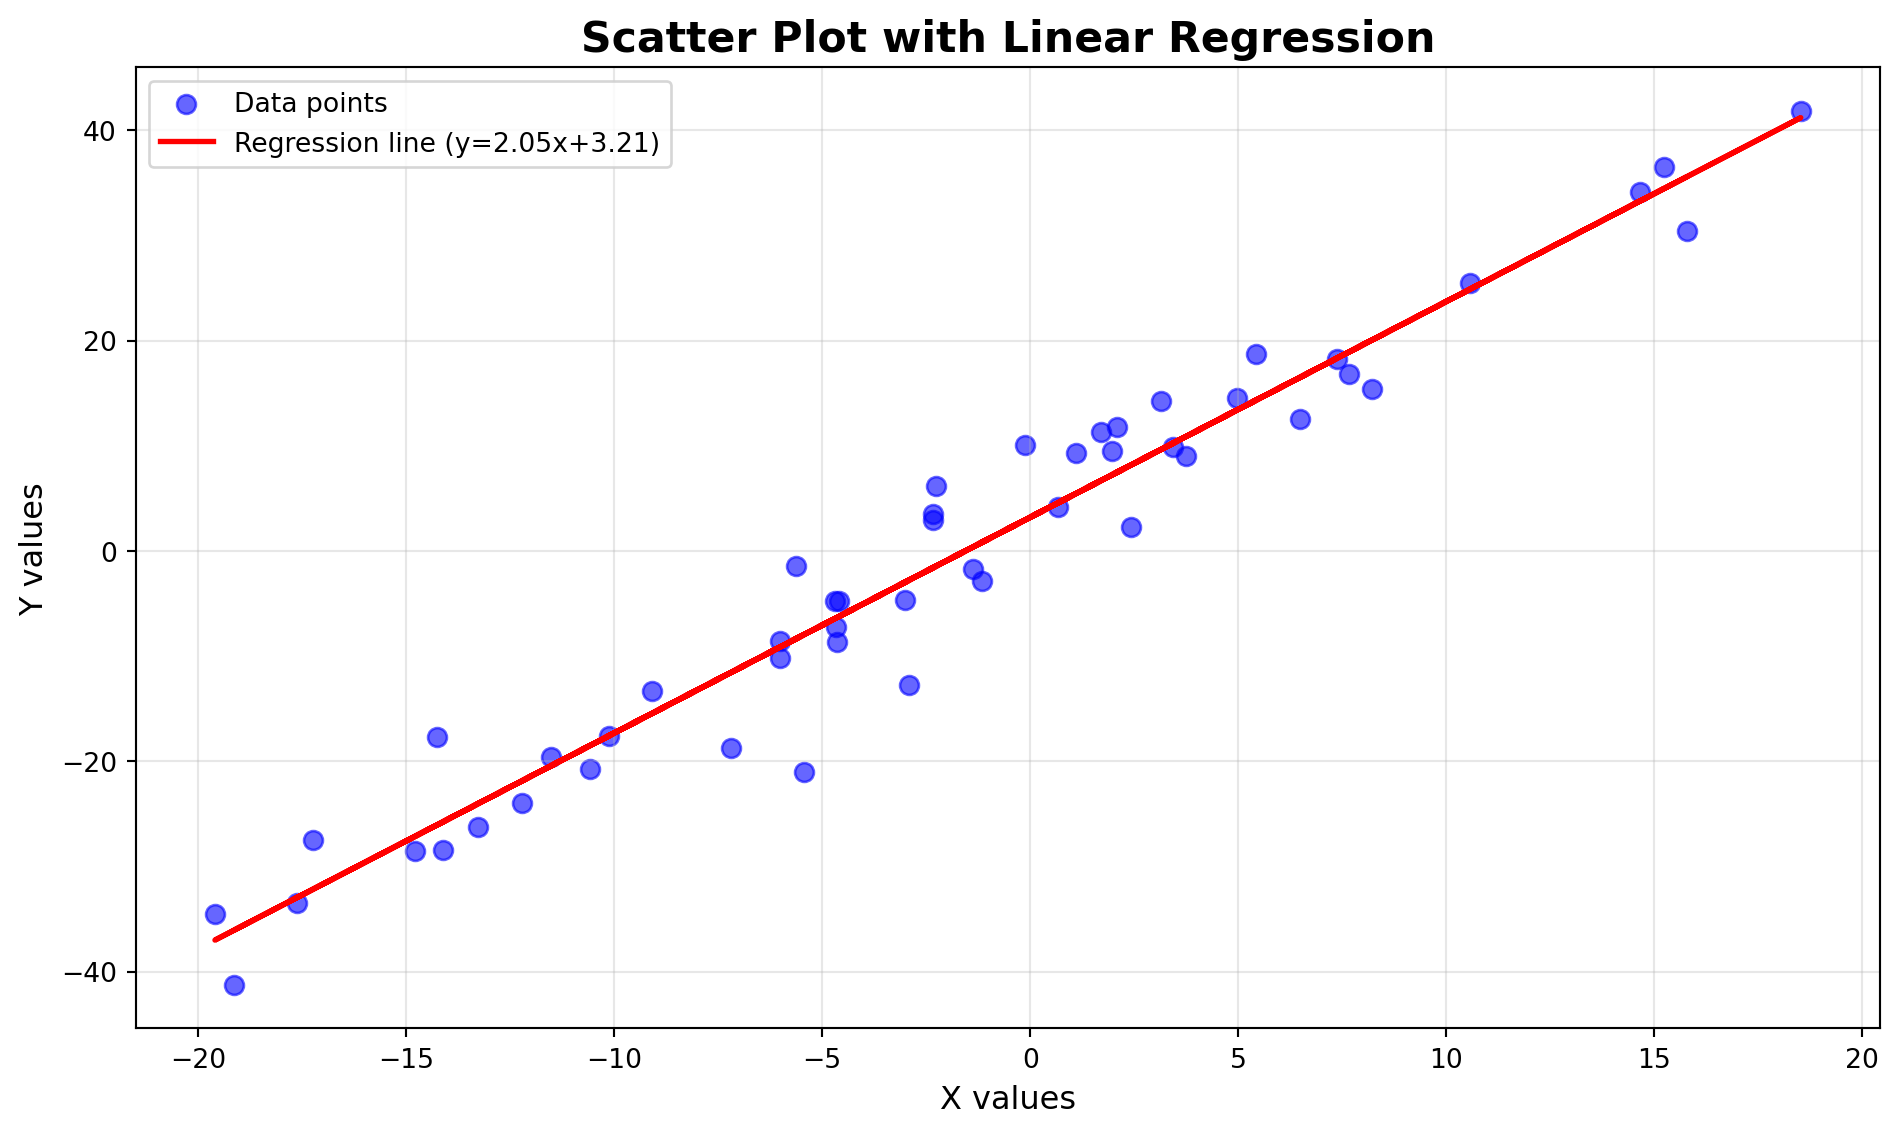 Scatter Plot with Linear Regression
Data points
Regression line (y=2.05x+3.21)
40
20
0
−20
−40
Y values
−20 −15 −10 −5 0 5 10 15 20
X values